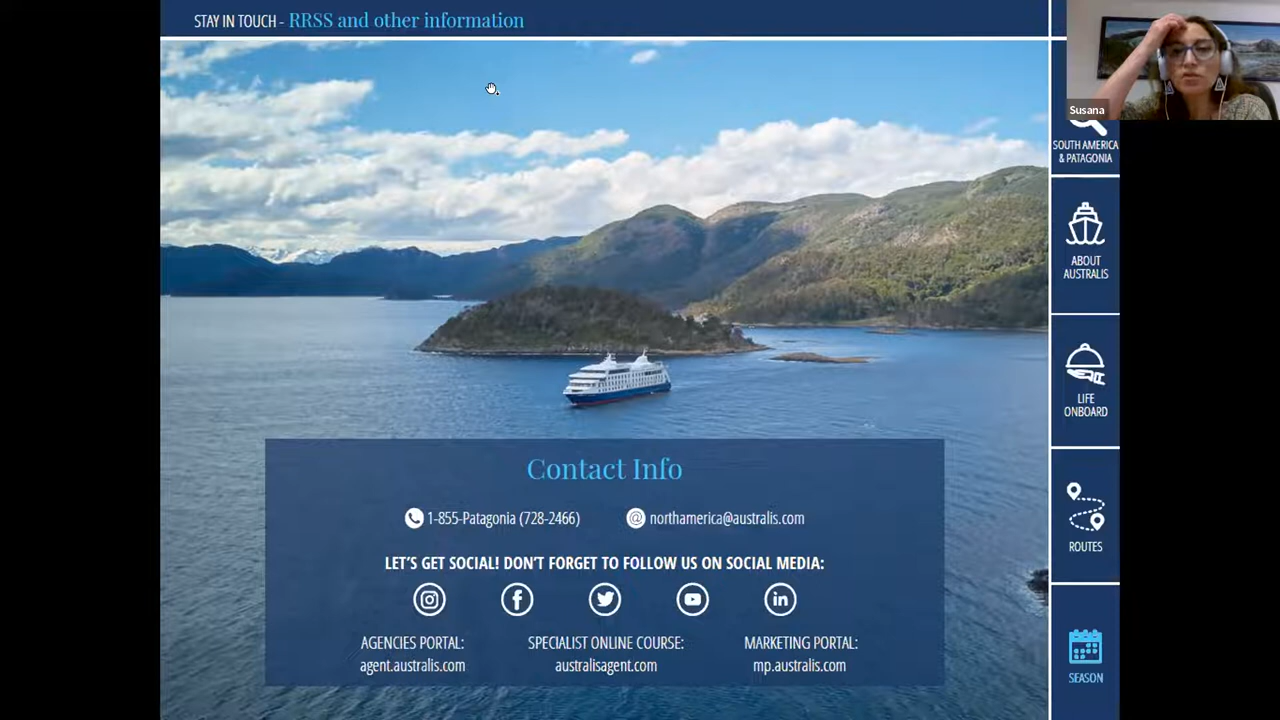 STAY IN TOUCH - RRSS and other information
Susana
SOUTH AMERICA
& PATAGONIA
ABOUT
AUSTRALIS
LIFE
ONBOARD
ROUTES
SEASON
Contact Info
1-855-Patagonia (728-2466)
northamerica@australis.com
LET'S GET SOCIAL! DON'T FORGET TO FOLLOW US ON SOCIAL MEDIA:
AGENCIES PORTAL:
agent.australis.com
SPECIALIST ONLINE COURSE:
australisagent.com
MARKETING PORTAL:
mp.australis.com